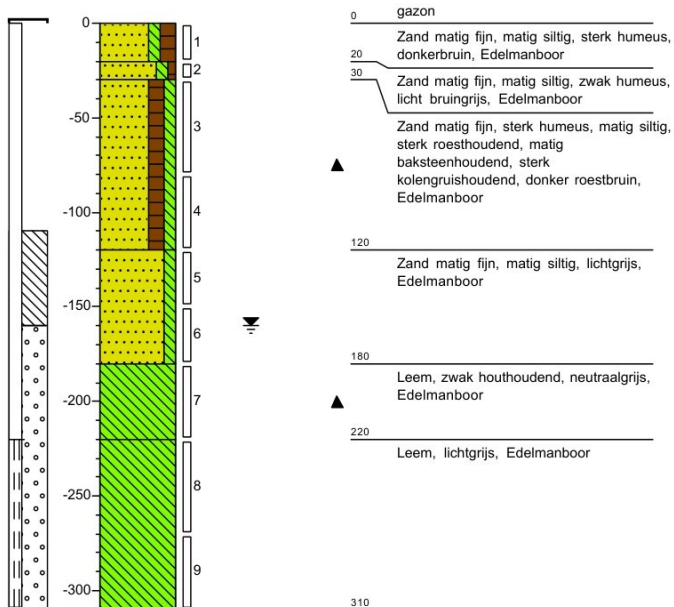 0
-50
-100
-150
-200
-250
-300
1
2
3
4
5
6
7
8
9
0
gazon
Zand matig fijn, matig siltig, sterk humeus,
donkerbruin, Edelmanboor
20
30
Zand matig fijn, matig siltig, zwak humeus,
licht bruingrijs, Edelmanboor
Zand matig fijn, sterk humeus, matig siltig,
sterk roesthoudend, matig
baksteenhoudend, sterk
kolengruishoudend, donker roestbruin,
Edelmanboor
120
Zand matig fijn, matig siltig, lichtgrijs,
Edelmanboor
180
Leem, zwak houthoudend, neutraalgrijs,
Edelmanboor
220
Leem, lichtgrijs, Edelmanboor
310